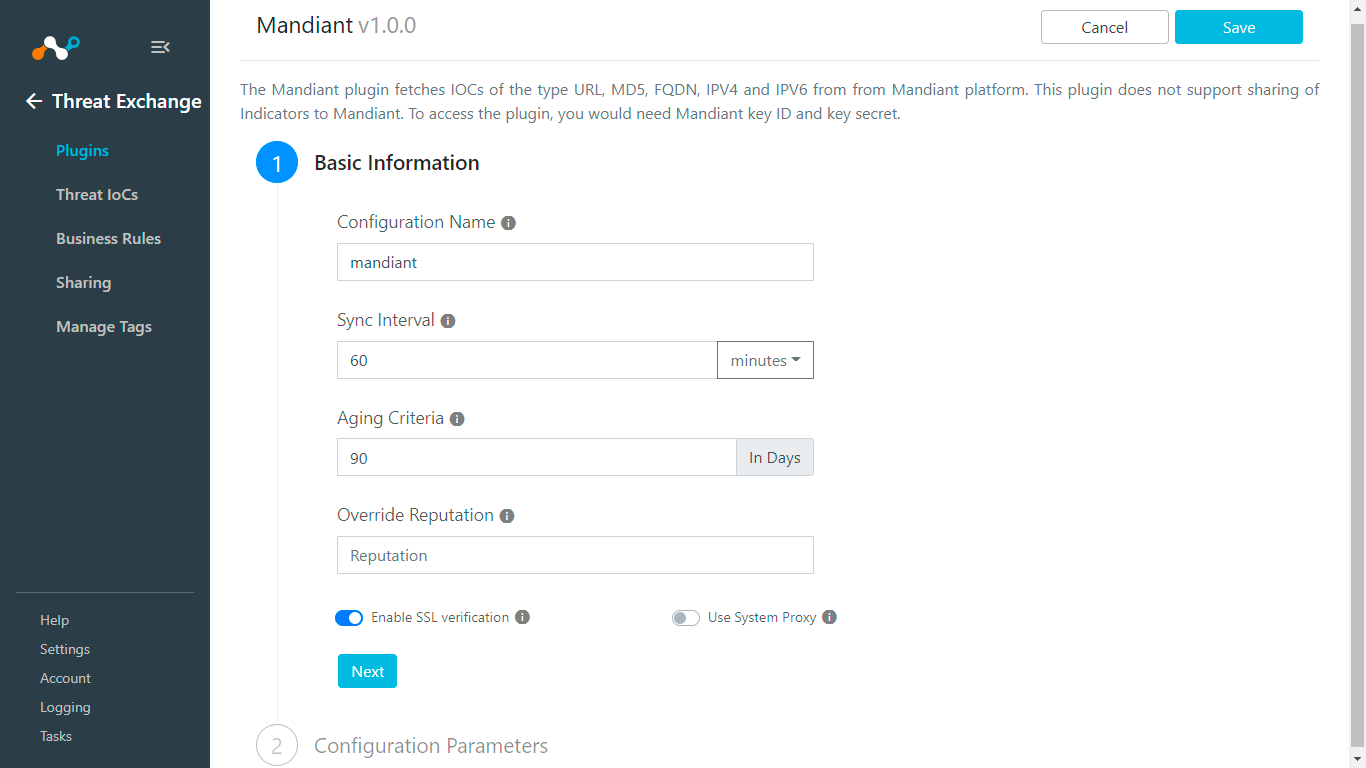 Mandiant v1.0.0
Cancel
Save
Threat Exchange
Plugins
Threat IoCs
Business Rules
Sharing
Manage Tags
Help
Settings
Account
Logging
Tasks
The Mandiant plugin fetches IOCs of the type URL, MD5, FQDN, IPV4 and IPV6 from from Mandiant platform. This plugin does not support sharing of
Indicators to Mandiant. To access the plugin, you would need Mandiant key ID and key secret.
1 Basic Information
Configuration Name
mandiant
Sync Interval
60 minutes
Aging Criteria
90 In Days
Override Reputation
Reputation
Enable SSL verification
Use System Proxy
Next
2 Configuration Parameters